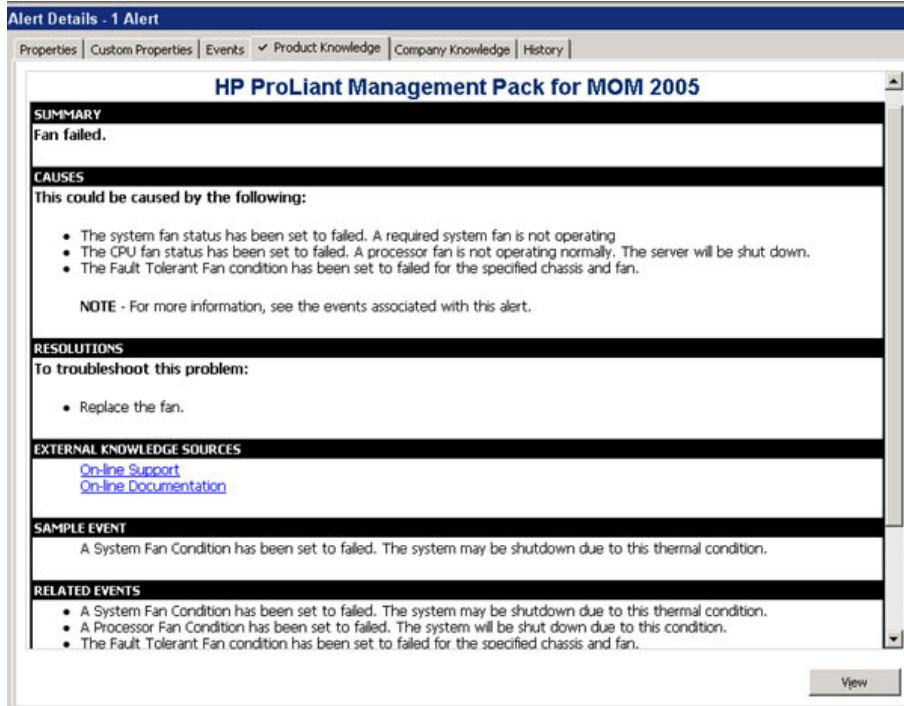 Alert Details - 1 Alert
Properties Custom Properties Events ✓ Product Knowledge Company Knowledge History
HP ProLiant Management Pack for MOM 2005
SUMMARY
Fan failed.
CAUSES
This could be caused by the following:
• The system fan status has been set to failed. A required system fan is not operating
• The CPU fan status has been set to failed. A processor fan is not operating normally. The server will be shut down.
• The Fault Tolerant Fan condition has been set to failed for the specified chassis and fan.
NOTE - For more information, see the events associated with this alert.
RESOLUTIONS
To troubleshoot this problem:
• Replace the fan.
EXTERNAL KNOWLEDGE SOURCES
On-line Support
On-line Documentation
SAMPLE EVENT
A System Fan Condition has been set to failed. The system may be shutdown due to this thermal condition.
RELATED EVENTS
• A System Fan Condition has been set to failed. The system may be shutdown due to this thermal condition.
• A Processor Fan Condition has been set to failed. The system will be shut down due to this condition.
• The Fault Tolerant Fan condition has been set to failed for the specified chassis and fan.
View